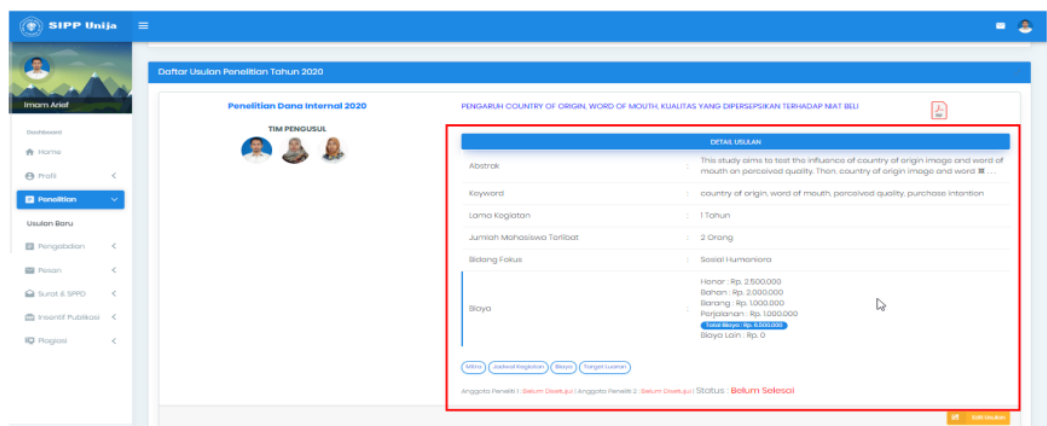 SIPP Unija
Imam Arief
Dashboard
Home
Profil
Penelitian
Usulan Baru
Pengabdian
Pesan
Surat & SPPD
Insentif Publikasi
Plagiasi
Daftar Usulan Penelitian Tahun 2020
Penelitian Dana Internal 2020
TIM PENGUSUL
PENGARUH COUNTRY OF ORIGIN, WORD OF MOUTH, KUALITAS YANG DIPERSEPSIKAN TERHADAP NIAT BELI
DETAIL USULAN
Abstrak : This study aims to test the influence of country of origin image and word of
mouth on perceived quality. Then, country of origin image and word ...
Keyword : country of origin, word of mouth, perceived quality, purchase intention
Lama Kegiatan : 1 Tahun
Jumlah Mahasiswa Terlibat : 2 Orang
Bidang Fokus : Sosial Humaniora
Biaya : Honor : Rp. 2.500.000
Bahan : Rp. 2.000.000
Barang : Rp. 1.000.000
Perjalanan : Rp. 1.000.000
Total Biaya : Rp. 6.500.000
Biaya Lain : Rp. 0
Mitra Jadwal Kegiatan Biaya Target Luaran
Anggota Peneliti 1 : Belum Disetujui | Anggota Peneliti 2 : Belum Disetujui | Status : Belum Selesai
Edit Usulan